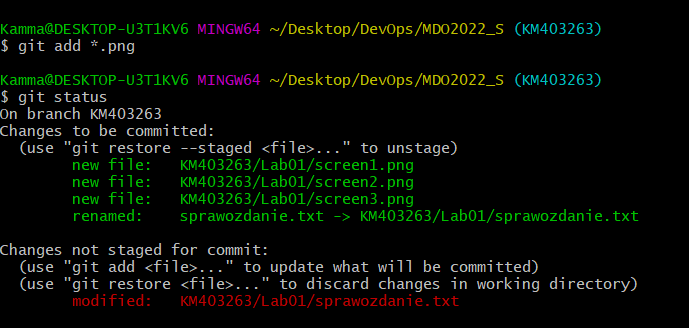 Kamma@DESKTOP-U3T1KV6 MINGW64 ~/Desktop/DevOps/MDO2022_S (KM403263)
$ git add *.png
Kamma@DESKTOP-U3T1KV6 MINGW64 ~/Desktop/DevOps/MDO2022_S (KM403263)
$ git status
On branch KM403263
Changes to be committed:
  (use "git restore --staged <file>..." to unstage)
        new file:   KM403263/Lab01/screen1.png
        new file:   KM403263/Lab01/screen2.png
        new file:   KM403263/Lab01/screen3.png
        renamed:    sprawozdanie.txt -> KM403263/Lab01/sprawozdanie.txt
Changes not staged for commit:
  (use "git add <file>..." to update what will be committed)
  (use "git restore <file>..." to discard changes in working directory)
        modified:   KM403263/Lab01/sprawozdanie.txt